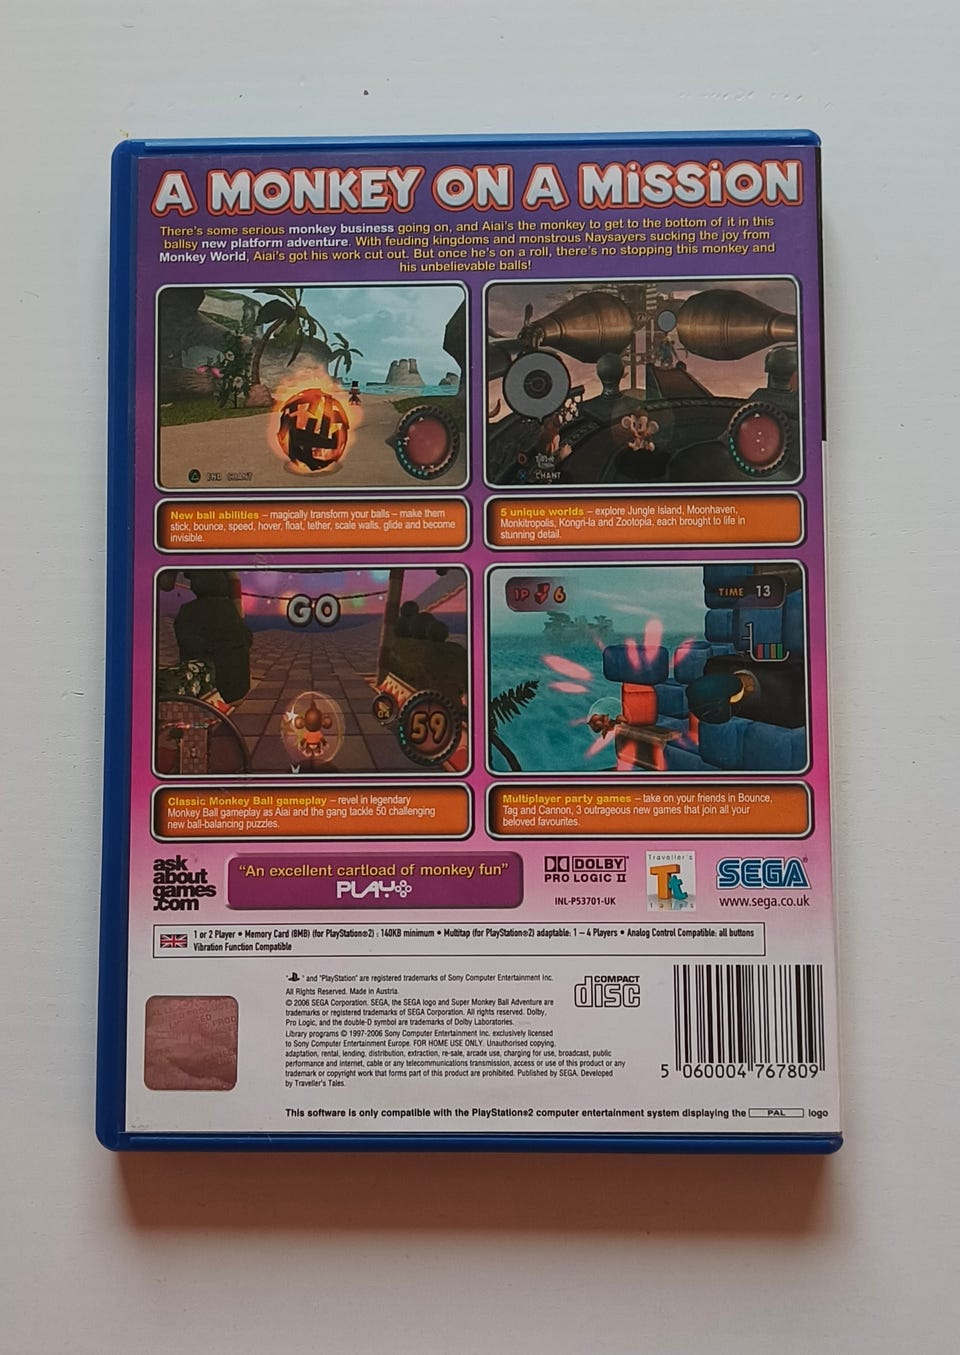 A MONKEY ON A MiSSiON
There's some serious monkey business going on, and Aiai's the monkey to get to the bottom of it in this
ballsy new platform adventure. With feuding kingdoms and monstrous Naysayers sucking the joy from
Monkey World, Aiai's got his work cut out. But once he's on a roll, there's no stopping this monkey and
his unbelievable balls!
END CHANT
CHANT
New ball abilities – magically transform your balls – make them
stick, bounce, speed, hover, float, tether, scale walls, glide and become
invisible.
5 unique worlds – explore Jungle Island, Moonhaven,
Monkitropolis, Kongri-la and Zootopia, each brought to life in
stunning detail.
GO
59
1P 6
TIME 13
1
Classic Monkey Ball gameplay – revel in legendary
Monkey Ball gameplay as Aiai and the gang tackle 50 challenging
new ball-balancing puzzles.
Multiplayer party games – take on your friends in Bounce,
Tag and Cannon, 3 outrageous new games that join all your
beloved favourites.
ask
about
games
.com
“An excellent cartload of monkey fun”
PLAY
DOLBY
PRO LOGIC II
INL-P53701-UK
Traveller's
Tt
tales
SEGA®
www.sega.co.uk
1 or 2 Player • Memory Card (8MB) (for PlayStation®2) : 140KB minimum • Multitap (for PlayStation®2) adaptable: 1 – 4 Players • Analog Control Compatible: all buttons
Vibration Function Compatible
" " and "PlayStation" are registered trademarks of Sony Computer Entertainment Inc.
All Rights Reserved. Made in Austria.
© 2006 SEGA Corporation. SEGA, the SEGA logo and Super Monkey Ball Adventure are
trademarks or registered trademarks of SEGA Corporation. All rights reserved. Dolby,
Pro Logic, and the double-D symbol are trademarks of Dolby Laboratories.
Library programs © 1997-2006 Sony Computer Entertainment Inc. exclusively licensed
to Sony Computer Entertainment Europe. FOR HOME USE ONLY. Unauthorised copying,
adaptation, rental, lending, distribution, extraction, re-sale, arcade use, charging for use, broadcast, public
performance and internet, cable or any telecommunications transmission, access or use of this product or any
trademark or copyright work that forms part of this product are prohibited. Published by SEGA. Developed
by Traveller's Tales.
COMPACT
disc
5 060004 767809
This software is only compatible with the PlayStation®2 computer entertainment system displaying the PAL logo